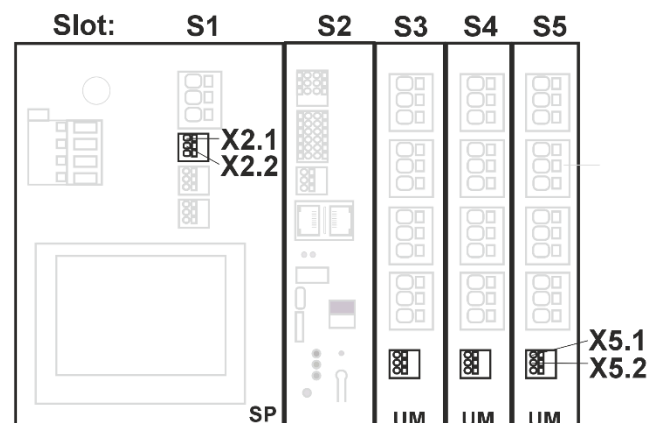 Slot: S1 S2 S3 S4 S5
X2.1
X2.2
X5.1
X5.2
SP UM UM UM